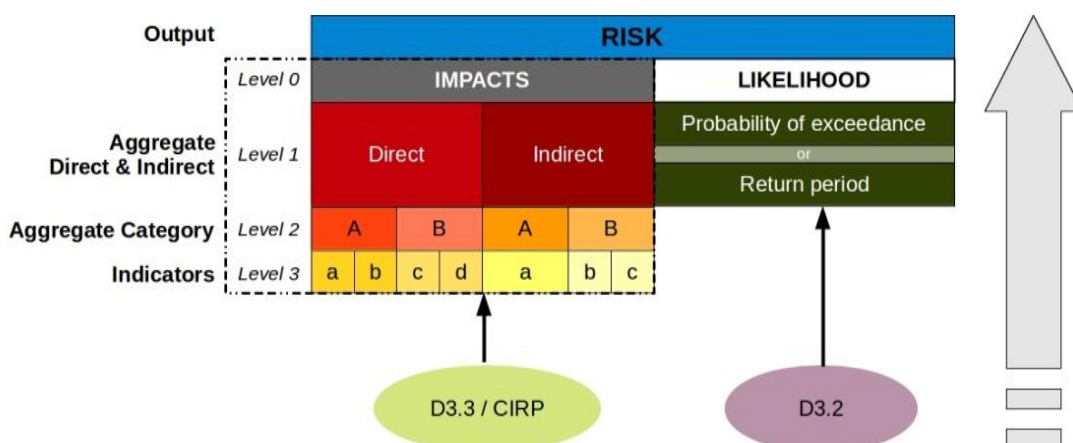 Output
RISK
Level 0
IMPACTS
LIKELIHOOD
Aggregate
Direct & Indirect
Level 1
Direct
Indirect
Probability of exceedance
or
Return period
Aggregate Category
Level 2
A
B
A
B
Indicators
Level 3
a
b
c
d
a
b
c
D3.3 / CIRP
D3.2